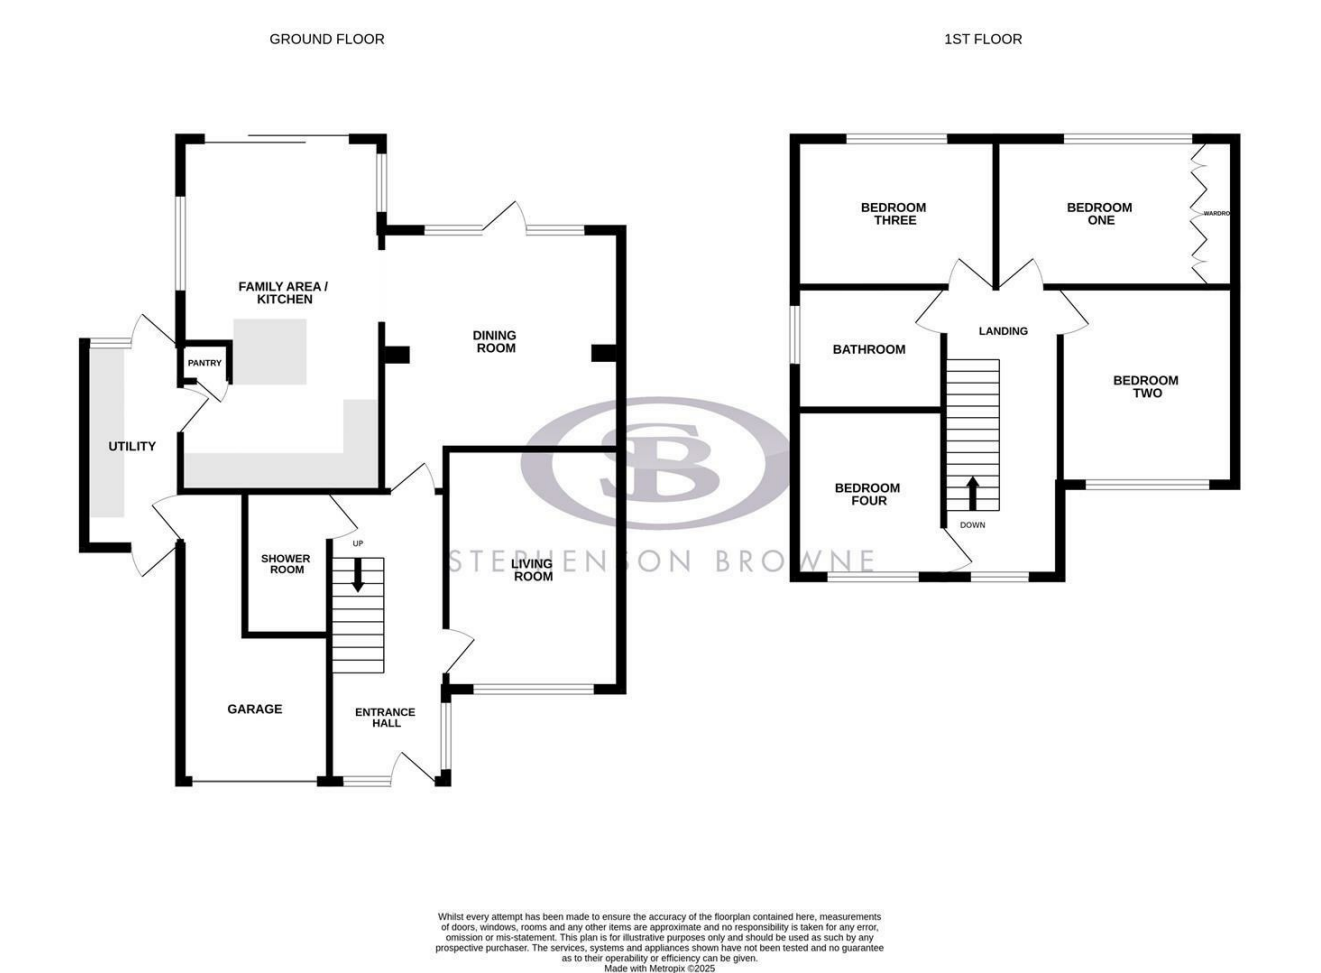 GROUND FLOOR
1ST FLOOR
FAMILY AREA /
KITCHEN
DINING
ROOM
PANTRY
UTILITY
SHOWER
ROOM
UP
LIVING
ROOM
GARAGE
ENTRANCE
HALL
BEDROOM
THREE
BEDROOM
ONE
WARDRO
LANDING
BATHROOM
BEDROOM
TWO
BEDROOM
FOUR
DOWN
SB
STEPHENSON BROWNE
Whilst every attempt has been made to ensure the accuracy of the floorplan contained here, measurements
of doors, windows, rooms and any other items are approximate and no responsibility is taken for any error,
omission or mis-statement. This plan is for illustrative purposes only and should be used as such by any
prospective purchaser. The services, systems and appliances shown have not been tested and no guarantee
as to their operability or efficiency can be given.
Made with Metropix ©2025